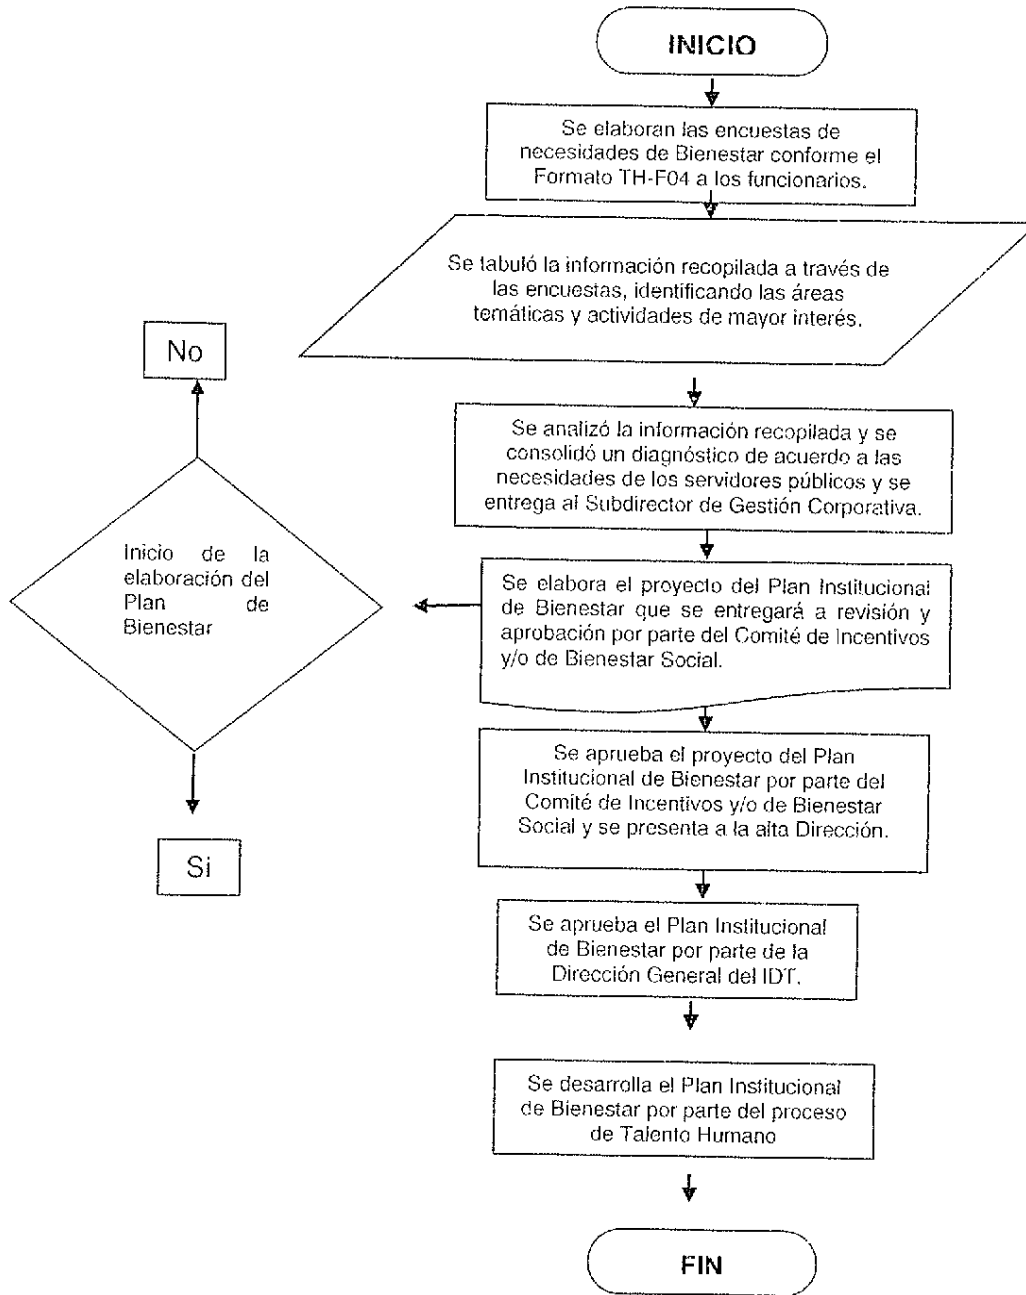 INICIO
Se elaboran las encuestas de
necesidades de Bienestar conforme el
Formato TH-F04 a los funcionarios.
Se tabuló la información recopilada a través de
las encuestas, identificando las áreas
temáticas y actividades de mayor interés.
No
Se analizó la información recopilada y se
consolidó un diagnóstico de acuerdo a las
necesidades de los servidores públicos y se
entrega al Subdirector de Gestión Corporativa.
Inicio de la
elaboración del
Plan de
Bienestar
Se elabora el proyecto del Plan Institucional
de Bienestar que se entregará a revisión y
aprobación por parte del Comité de Incentivos
y/o de Bienestar Social.
Se aprueba el proyecto del Plan
Institucional de Bienestar por parte del
Comité de Incentivos y/o de Bienestar
Social y se presenta a la alta Dirección.
Si
Se aprueba el Plan Institucional
de Bienestar por parte de la
Dirección General del IDT.
Se desarrolla el Plan Institucional
de Bienestar por parte del proceso
de Talento Humano
FIN